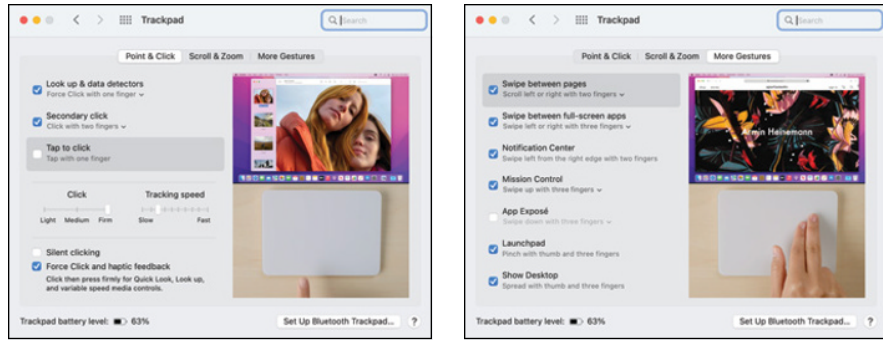 Trackpad
Search
Point & Click Scroll & Zoom More Gestures
Look up & data detectors
Force Click with one finger
Secondary click
Click with two fingers
Tap to click
Tap with one finger
Click Tracking speed
Light Medium Firm Slow Fast
Silent clicking
Force Click and haptic feedback
Click then press firmly for Quick Look, Look up,
and variable speed media controls.
Trackpad battery level: 63% Set Up Bluetooth Trackpad... ?
Trackpad
Search
Point & Click Scroll & Zoom More Gestures
Swipe between pages
Scroll left or right with two fingers
Swipe between full-screen apps
Swipe left or right with three fingers
Notification Center
Swipe left from the right edge with two fingers
Mission Control
Swipe up with three fingers
App Exposé
Swipe down with three fingers
Launchpad
Pinch with thumb and three fingers
Show Desktop
Spread with thumb and three fingers
Armin Heinemann
Trackpad battery level: 63% Set Up Bluetooth Trackpad... ?